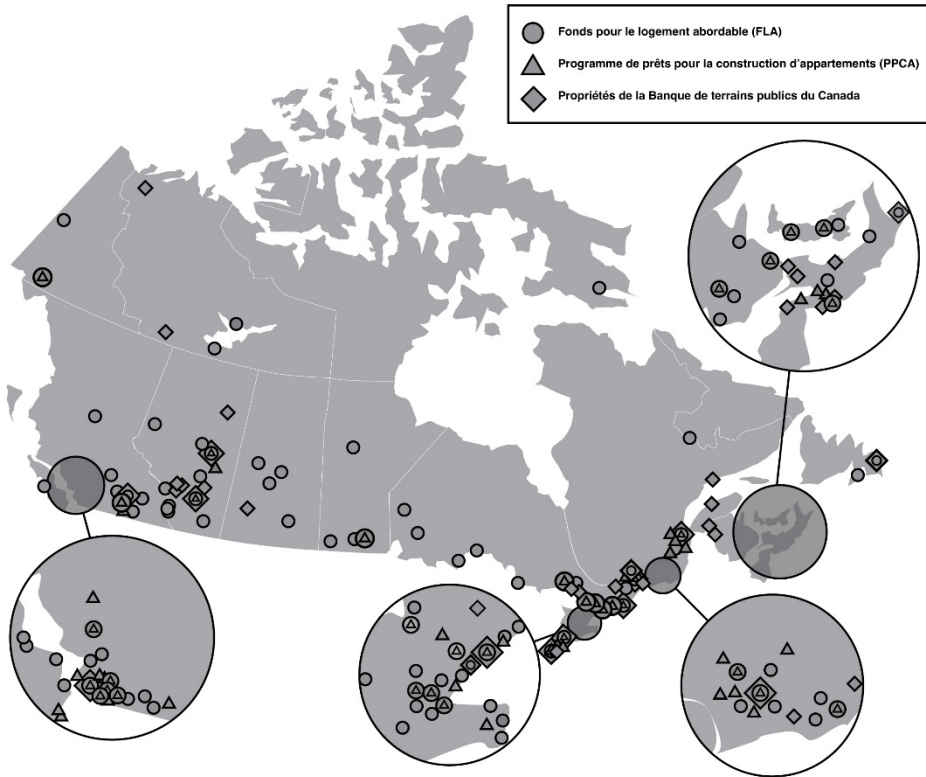 Fonds pour le logement abordable (FLA)
Programme de prêts pour la construction d'appartements (PPCA)
Propriétés de la Banque de terrains publics du Canada